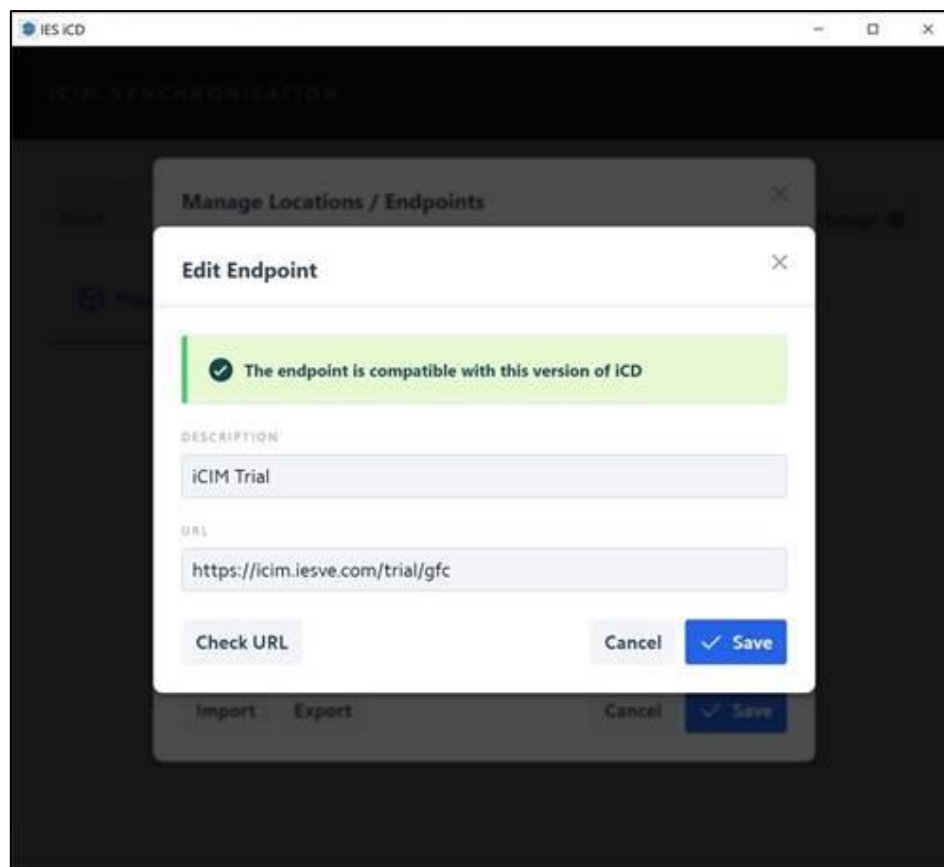 IES iCD
ICIM SYNCHRONISATION
Manage Locations / Endpoints
Edit Endpoint
The endpoint is compatible with this version of iCD
DESCRIPTION
iCIM Trial
URL
https://icim.iesve.com/trial/gfc
Check URL
Cancel
Save
Import
Export
Cancel
Save